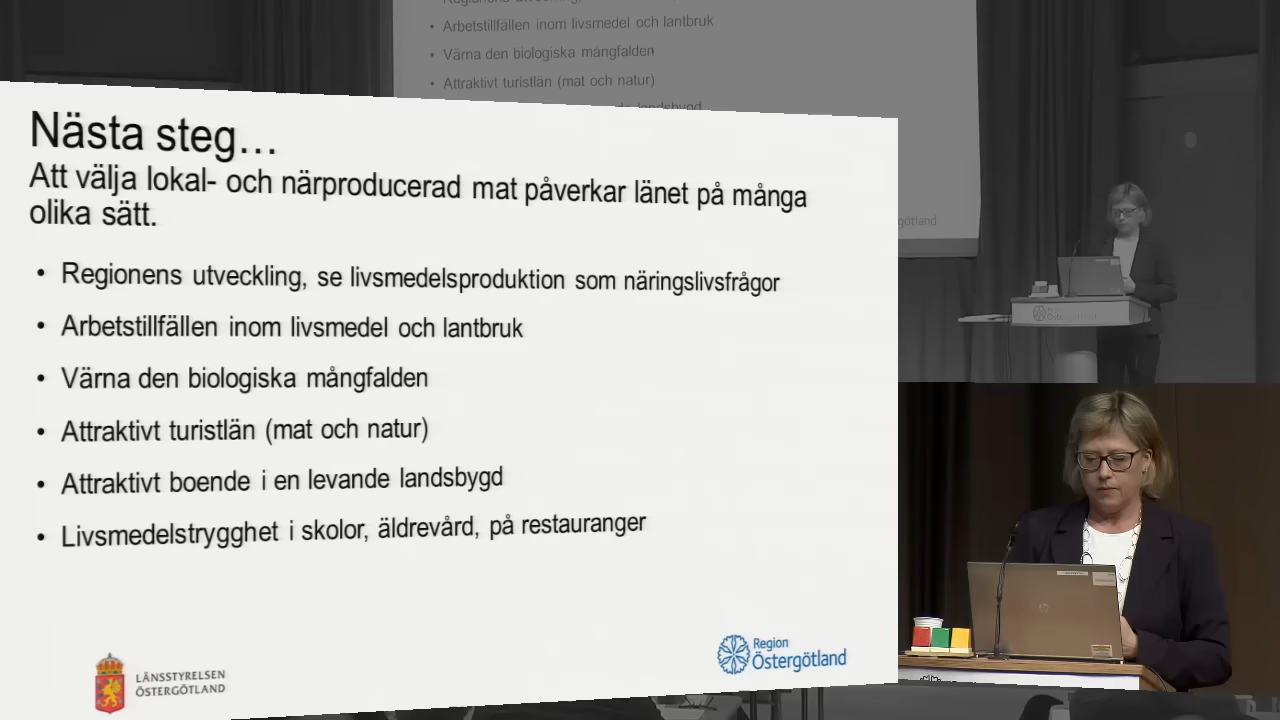 Arbetstillfällen inom livsmedel och lantbruk
Värna den biologiska mångfalden
Attraktivt turistlän (mat och natur)
landsbygd
Nästa steg…
Att välja lokal- och närproducerad mat påverkar länet på många
olika sätt.
• Regionens utveckling, se livsmedelsproduktion som näringslivsfrågor
• Arbetstillfällen inom livsmedel och lantbruk
• Värna den biologiska mångfalden
• Attraktivt turistlän (mat och natur)
• Attraktivt boende i en levande landsbygd
• Livsmedelstrygghet i skolor, äldrevård, på restauranger
LÄNSSTYRELSEN
ÖSTERGÖTLAND
Region
Östergötland